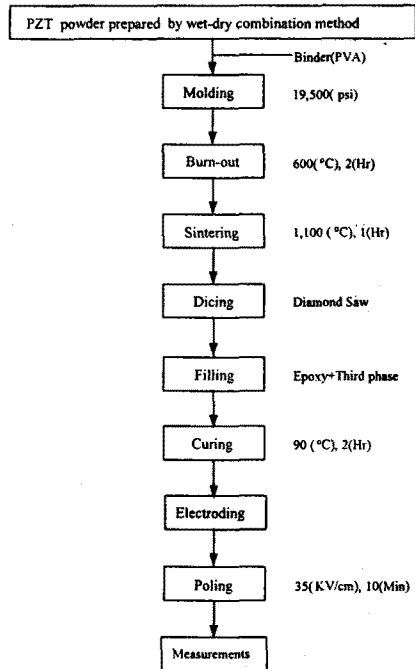 PZT powder prepared by wet-dry combination method
Binder(PVA)
Molding 19,500( psi)
Burn-out 600(°C), 2(Hr)
Sintering 1,100 (°C), 1(Hr)
Dicing Diamond Saw
Filling Epoxy+Third phase
Curing 90 (°C), 2(Hr)
Electroding
Poling 35(KV/cm), 10(Min)
Measurements